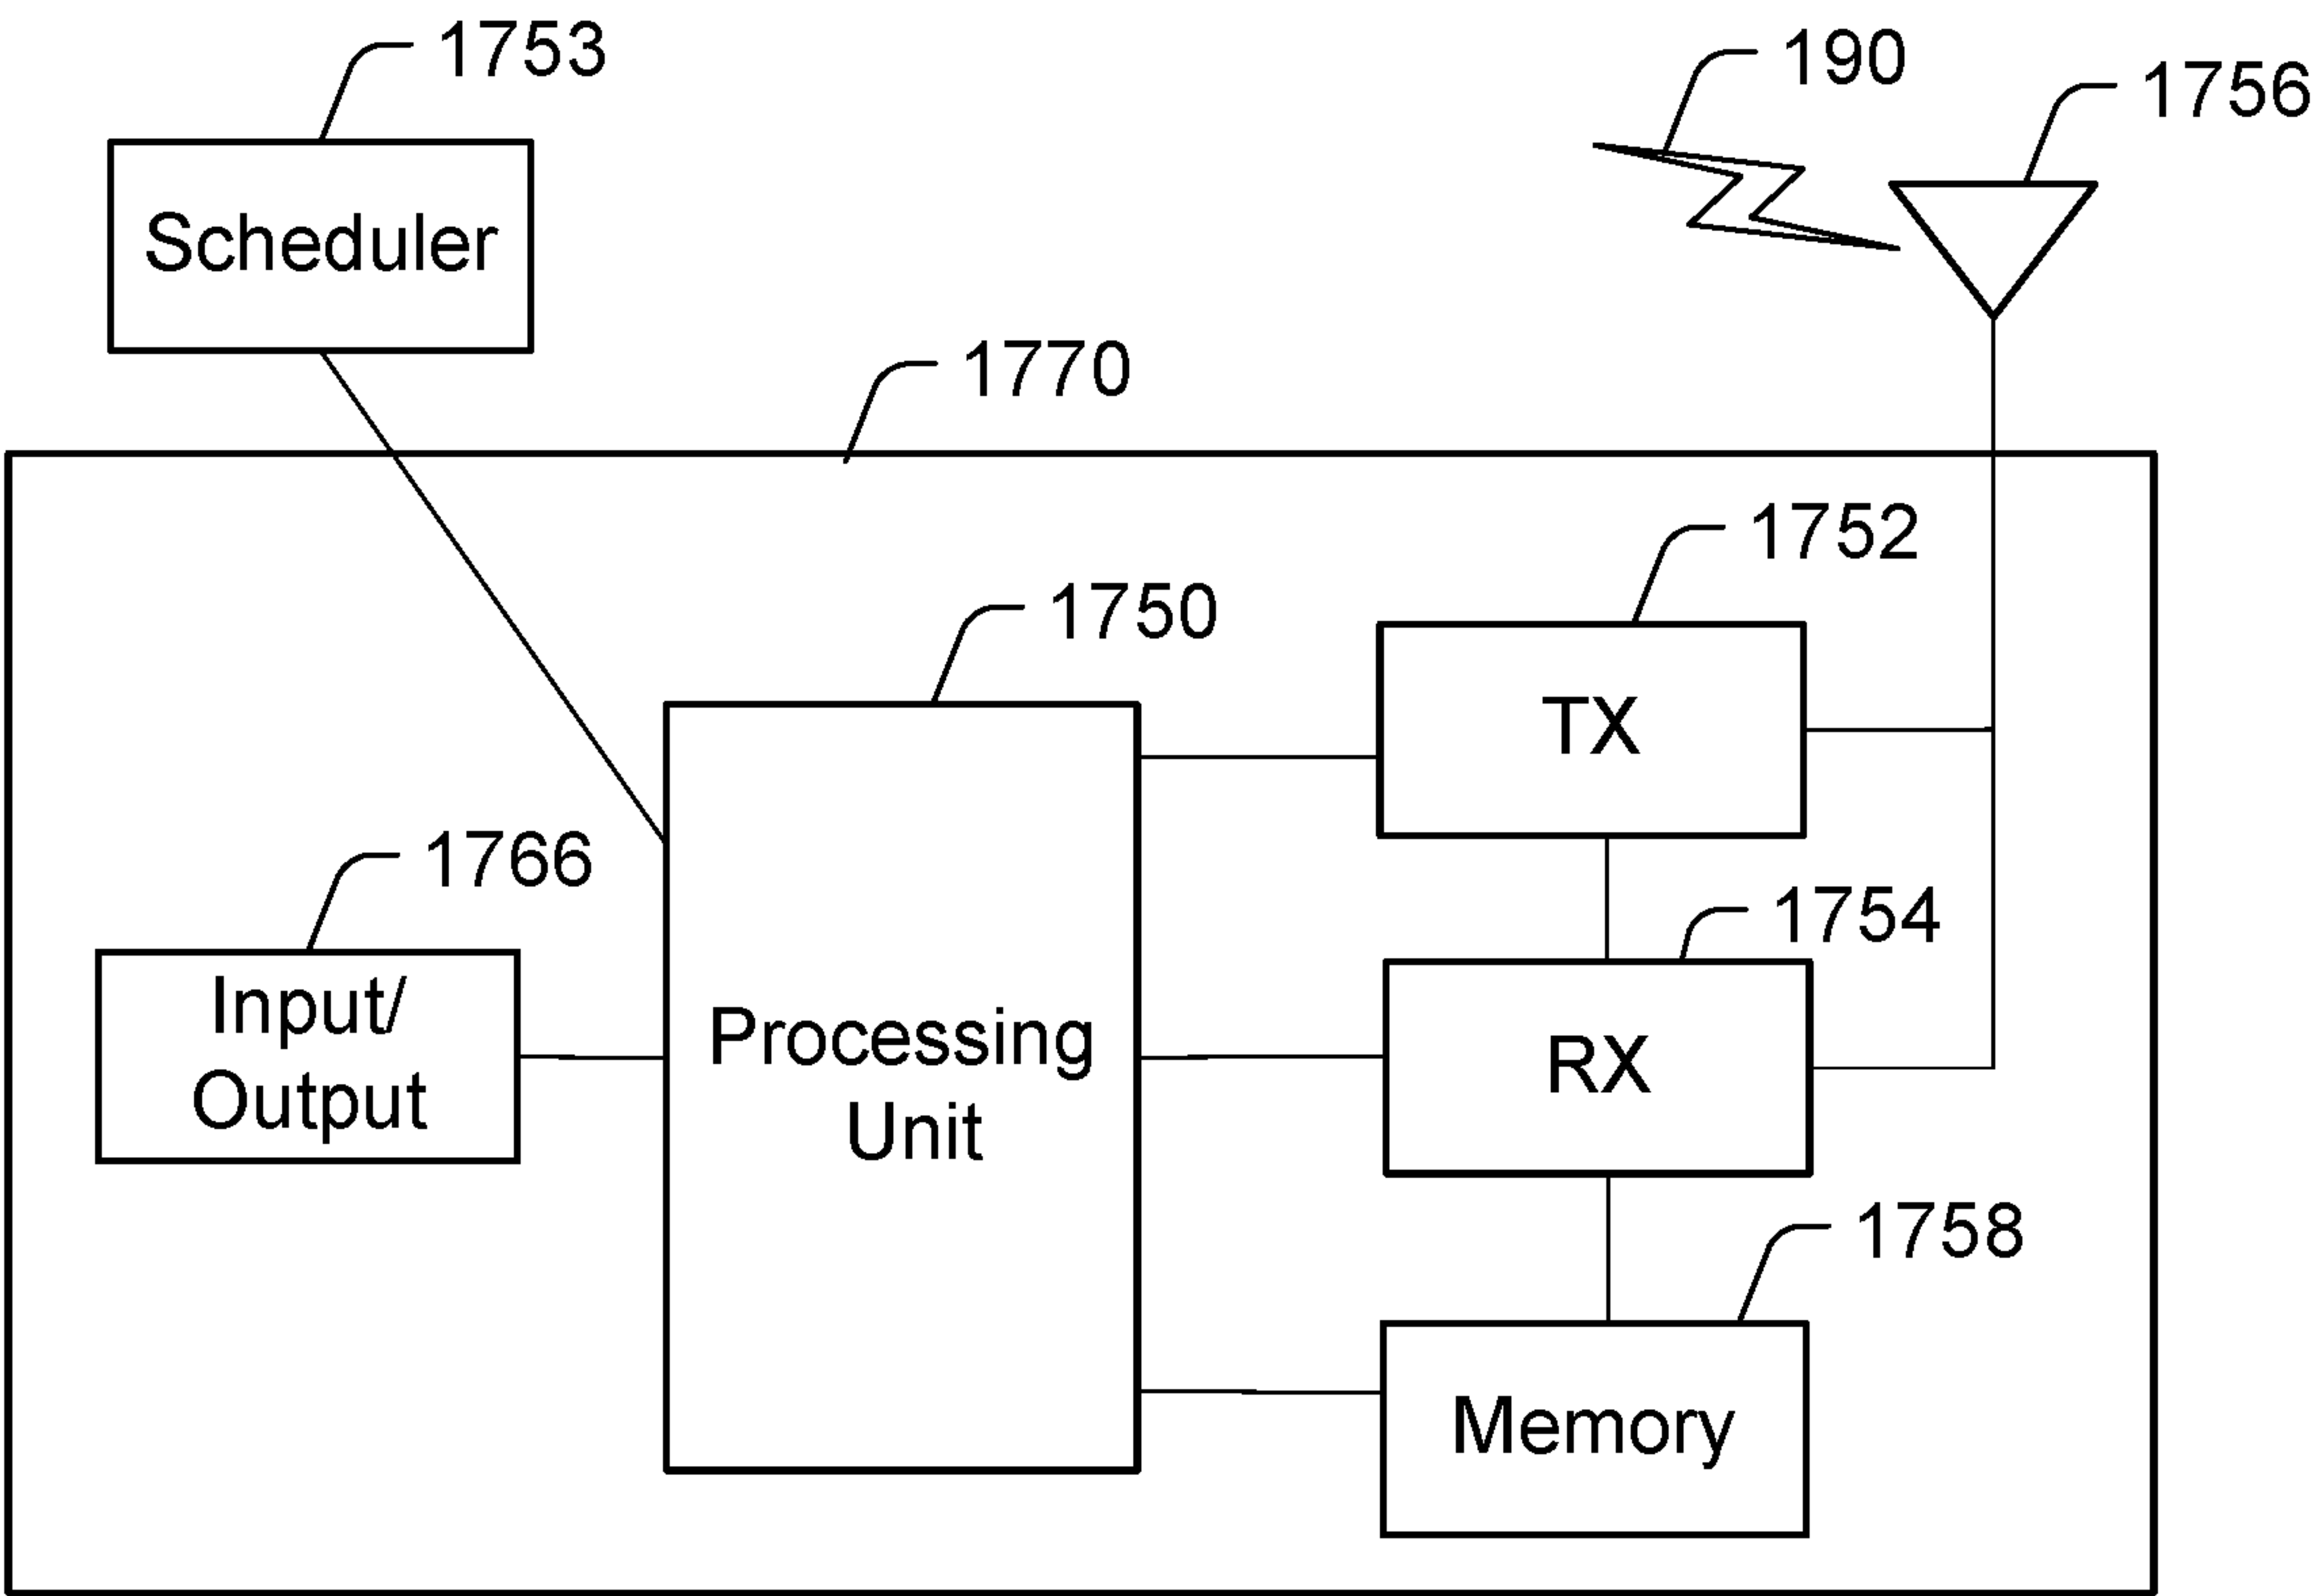 1753
190
1756
Scheduler
1770
1752
1750
TX
1766
1754
Input/
Output
Processing
Unit
RX
1758
Memory